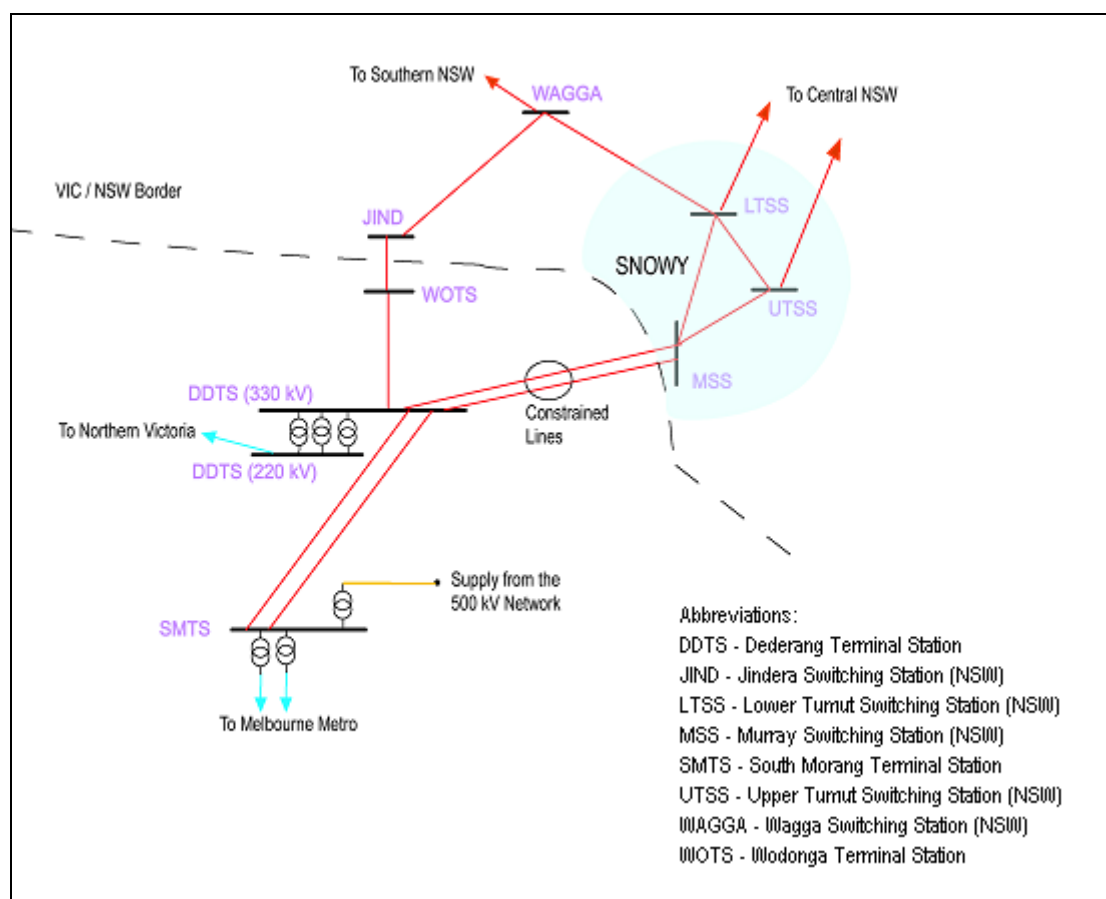 To Southern NSW
WAGGA
To Central NSW
VIC / NSW Border
LTSS
JIND
SNOWY
WOTS
UTSS
MSS
DDTS (330 kV)
Constrained
Lines
To Northern Victoria
DDTS (220 kV)
Supply from the
500 kV Network
SMTS
To Melbourne Metro
Abbreviations:
DDTS - Dederang Terminal Station
JIND - Jindera Switching Station (NSW)
LTSS - Lower Tumut Switching Station (NSW)
MSS - Murray Switching Station (NSW)
SMTS - South Morang Terminal Station
UTSS - Upper Tumut Switching Station (NSW)
WAGGA - Wagga Switching Station (NSW)
WOTS - Wodonga Terminal Station